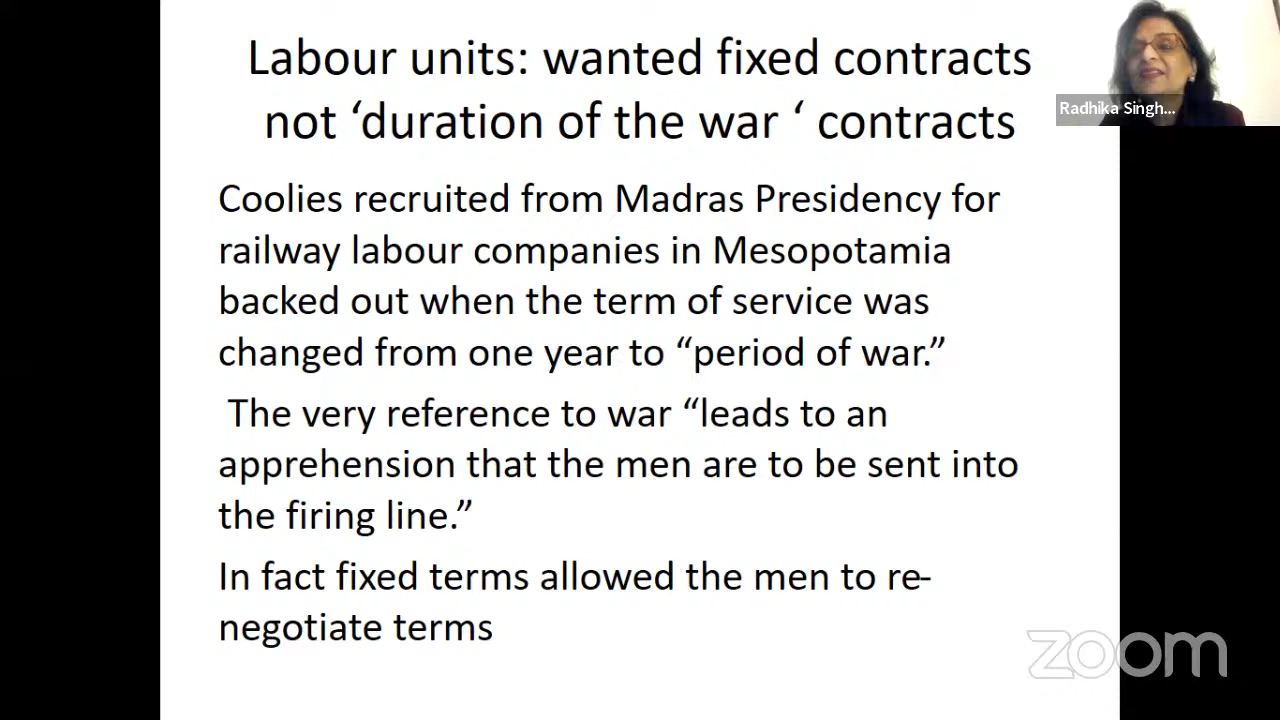 Labour units: wanted fixed contracts
not ‘duration of the war ‘ contracts
Radhika Singh...
Coolies recruited from Madras Presidency for
railway labour companies in Mesopotamia
backed out when the term of service was
changed from one year to “period of war.”
The very reference to war “leads to an
apprehension that the men are to be sent into
the firing line.”
In fact fixed terms allowed the men to re-
negotiate terms
zoom